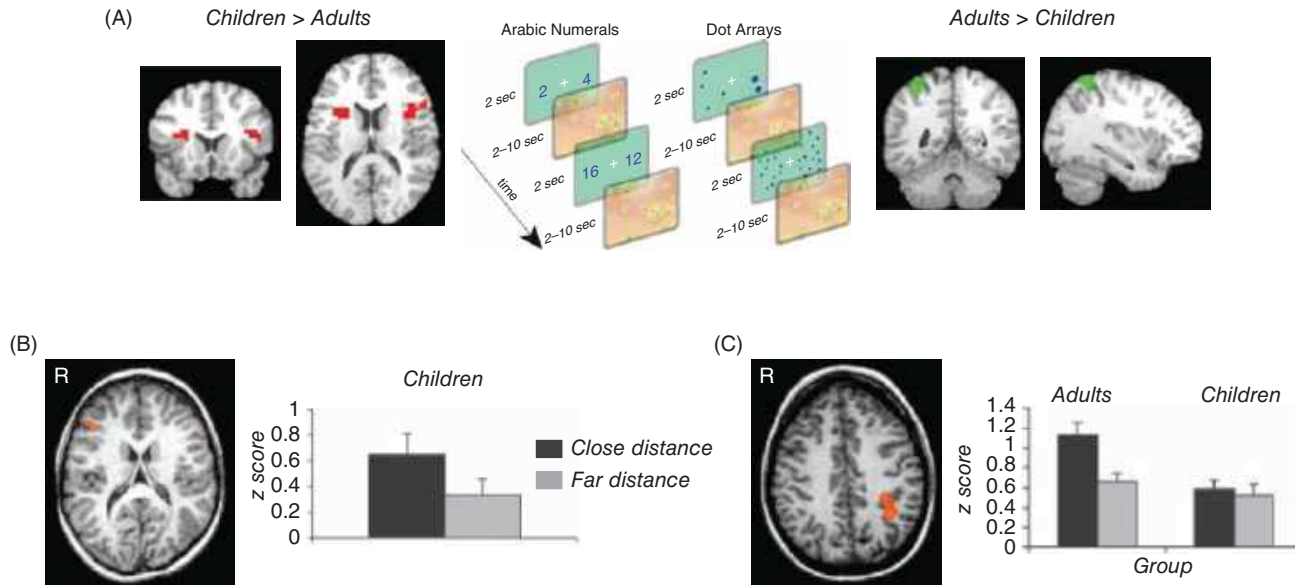 (A)
Children > Adults
Arabic Numerals
Dot Arrays
Adults > Children
2 sec
2 + 4
2–10 sec
2 sec
16 + 12
2–10 sec
time
2 sec
+
2–10 sec
2 sec
+
2–10 sec
(B)
R
Children
z score
1
0.8
0.6
0.4
0.2
0
Close distance
Far distance
(C)
R
Adults
Children
z score
1.4
1.2
1
0.8
0.6
0.4
0.2
0
Group